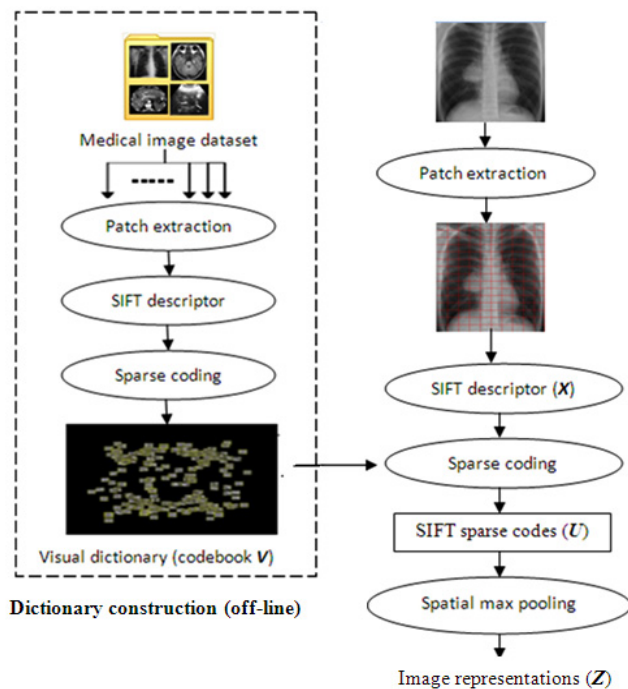 Medical image dataset
Patch extraction
SIFT descriptor
Sparse coding
Visual dictionary (codebook V)
Dictionary construction (off-line)
Patch extraction
SIFT descriptor (X)
Sparse coding
SIFT sparse codes (U)
Spatial max pooling
Image representations (Z)